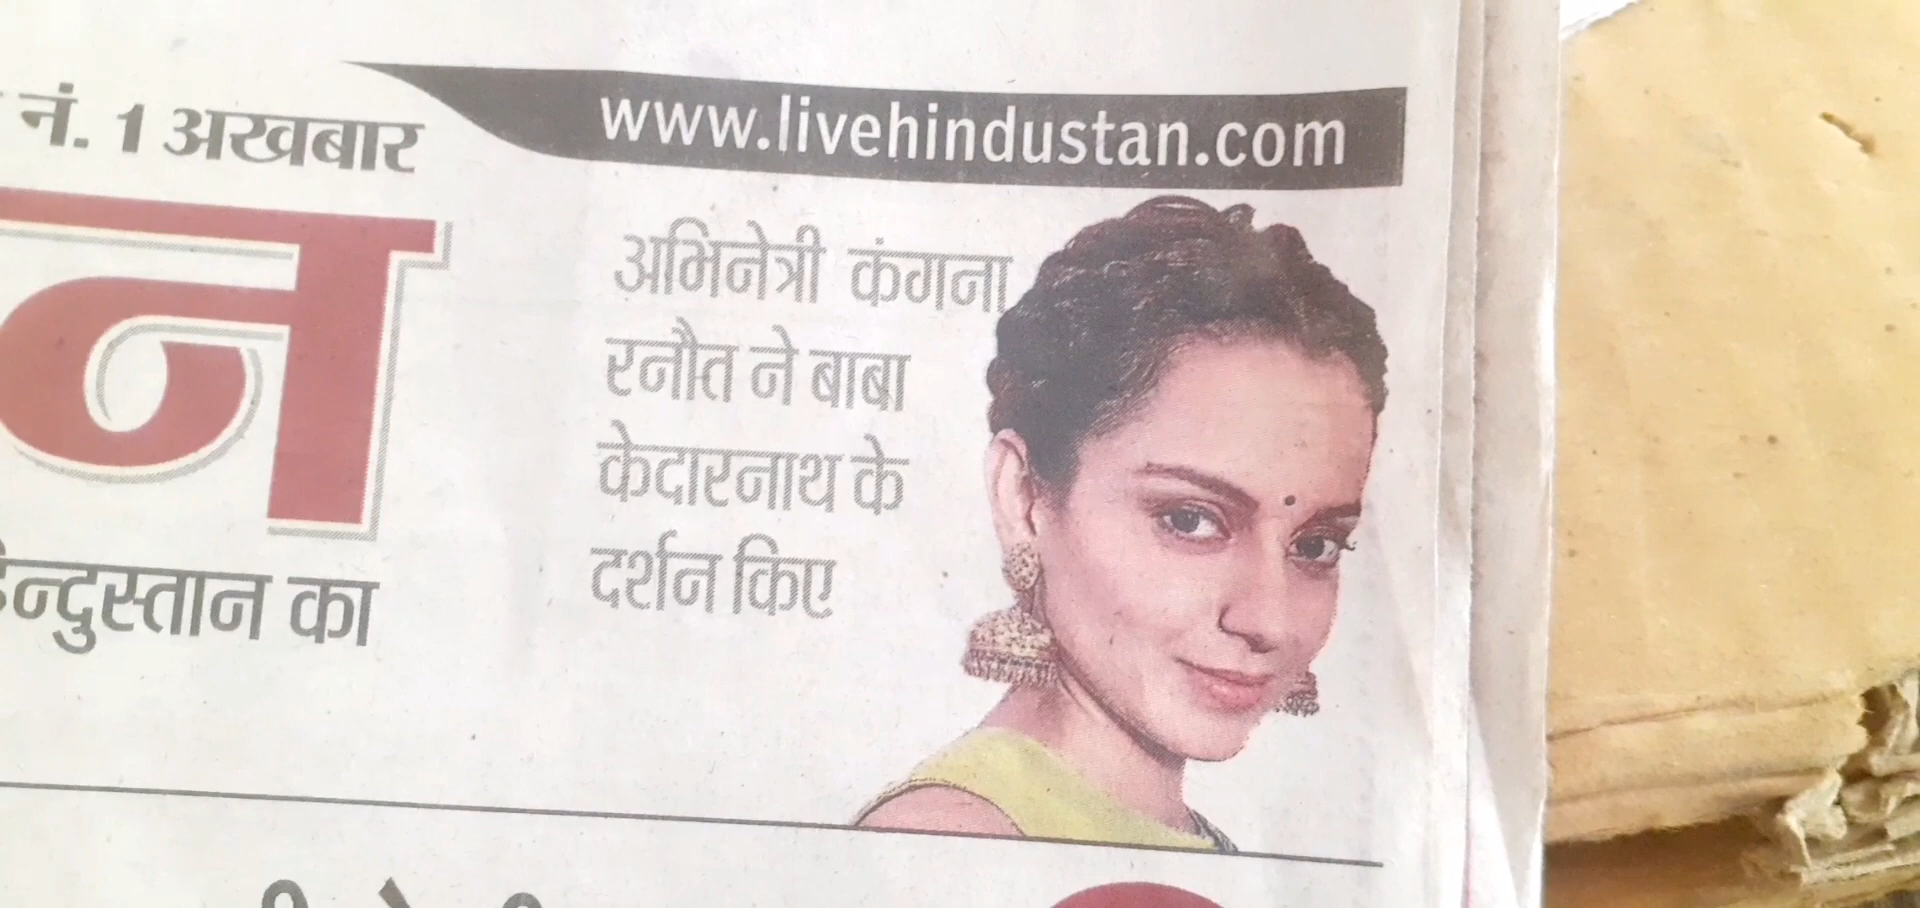 नं. 1 अखबार
www.livehindustan.com
न
अभिनेत्री कंगना
रनौत ने बाबा
केदारनाथ के
दर्शन किए
हिन्दुस्तान का